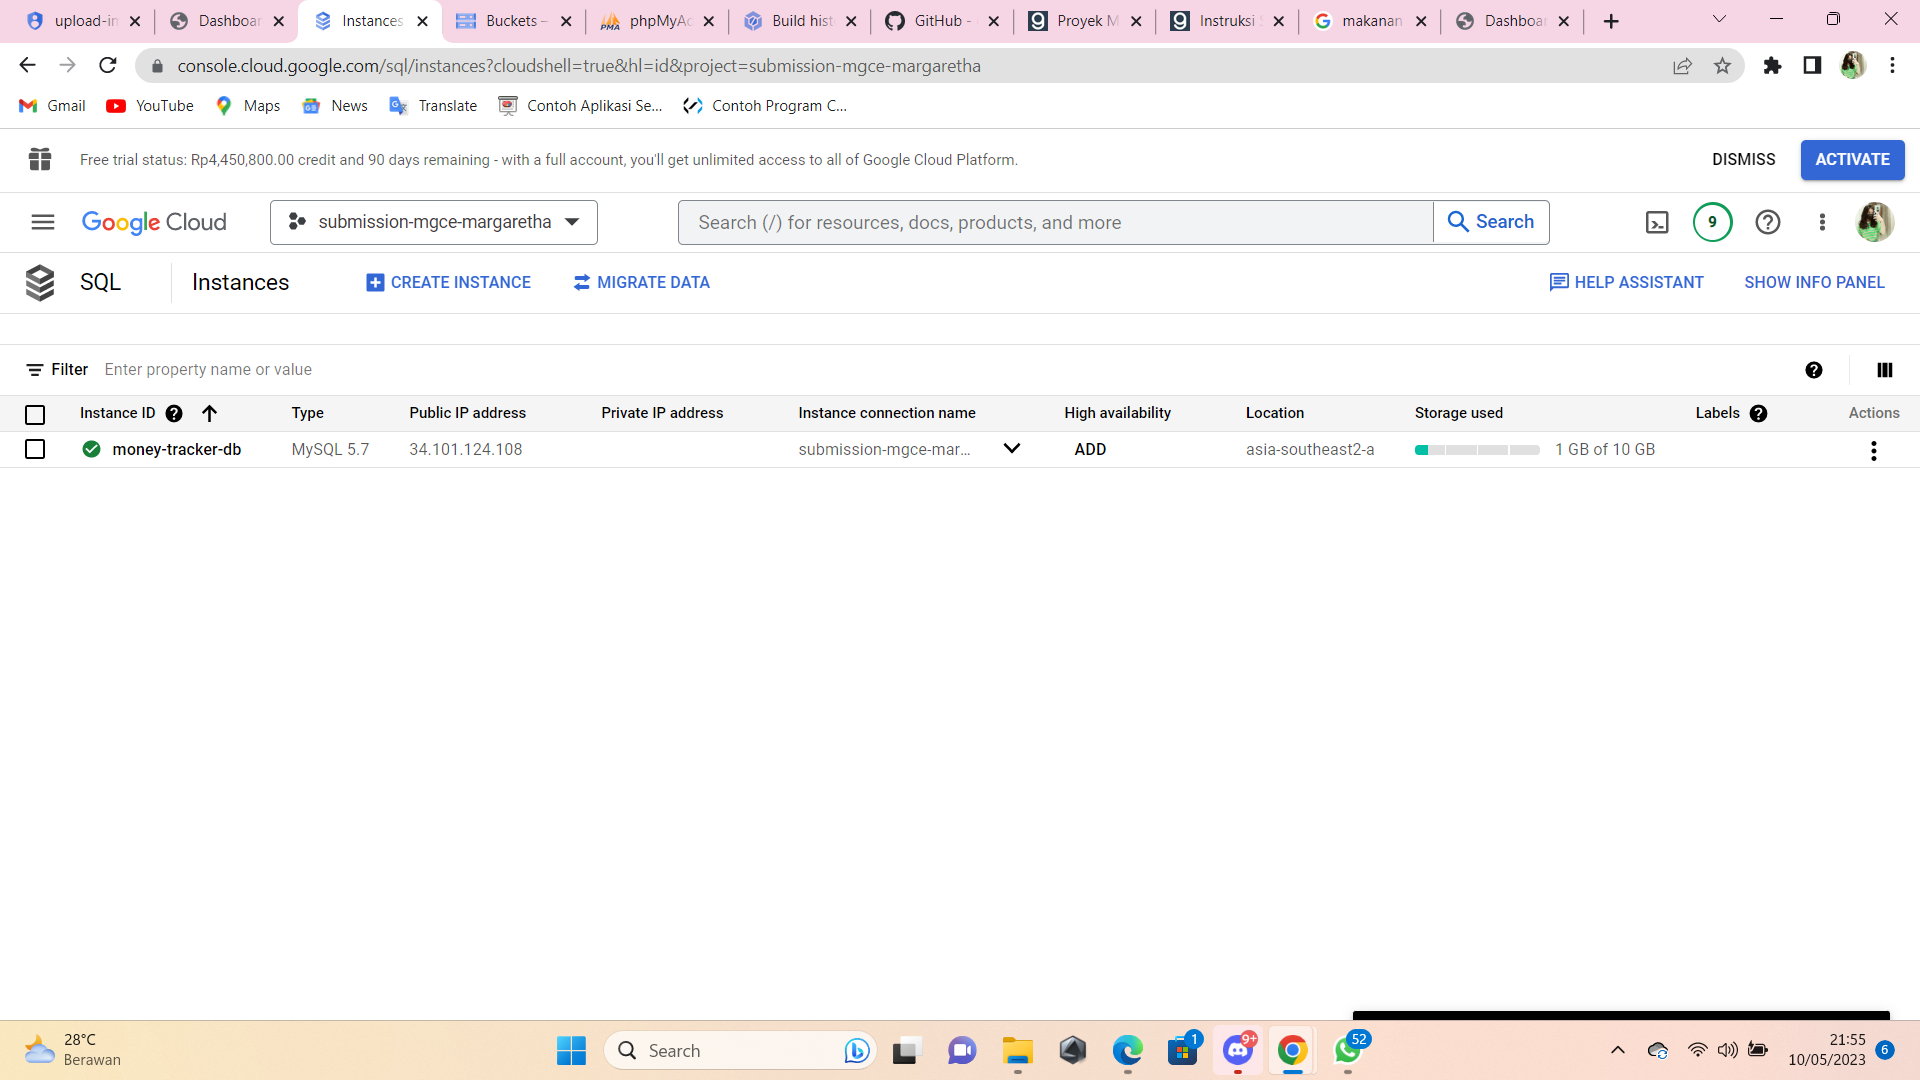 upload-in
Dashboar
Instances
Buckets –
phpMyAd
Build hist
GitHub -
Proyek M
Instruksi S
makanan
Dashboar
console.cloud.google.com/sql/instances?cloudshell=true&hl=id&project=submission-mgce-margaretha
Gmail
YouTube
Maps
News
Translate
Contoh Aplikasi Se...
Contoh Program C...
Free trial status: Rp4,450,800.00 credit and 90 days remaining - with a full account, you'll get unlimited access to all of Google Cloud Platform.
DISMISS
ACTIVATE
Google Cloud
submission-mgce-margaretha
Search (/) for resources, docs, products, and more
Search
9
SQL
Instances
CREATE INSTANCE
MIGRATE DATA
HELP ASSISTANT
SHOW INFO PANEL
Filter
Enter property name or value
Instance ID
Type
Public IP address
Private IP address
Instance connection name
High availability
Location
Storage used
Labels
Actions
money-tracker-db
MySQL 5.7
34.101.124.108
submission-mgce-mar...
ADD
asia-southeast2-a
1 GB of 10 GB
28°C
Berawan
Search
1
9+
52
21:55
10/05/2023
6